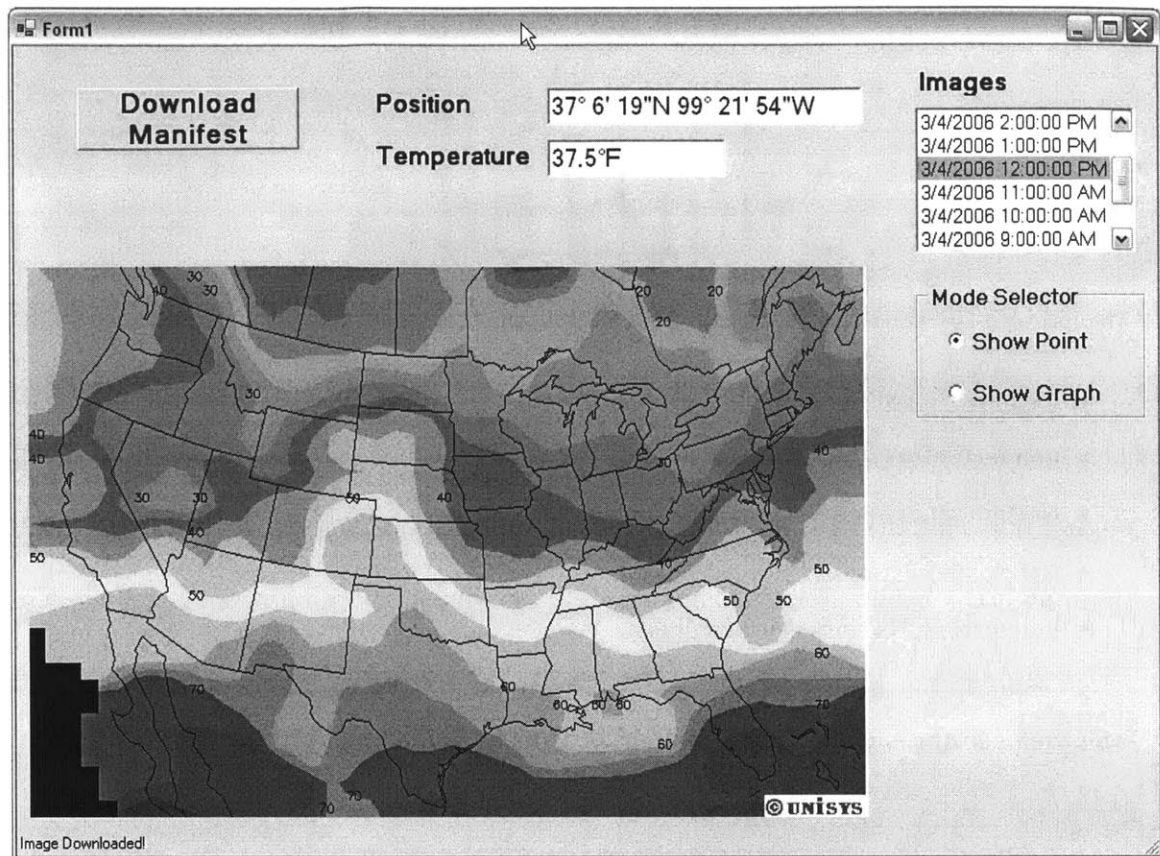 Form1
Download
Manifest
Position
37° 6' 19"N 99° 21' 54"W
Temperature
37.5°F
Images
3/4/2006 2:00:00 PM
3/4/2006 1:00:00 PM
3/4/2006 12:00:00 PM
3/4/2006 11:00:00 AM
3/4/2006 10:00:00 AM
3/4/2006 9:00:00 AM
Mode Selector
Show Point
Show Graph
30
40
30
20
20
20
30
40
40
40
30
30
30
50
40
40
40
50
50
50
50
50
60
70
60
60
60
60
70
60
70
70
© UNISYS
Image Downloaded!